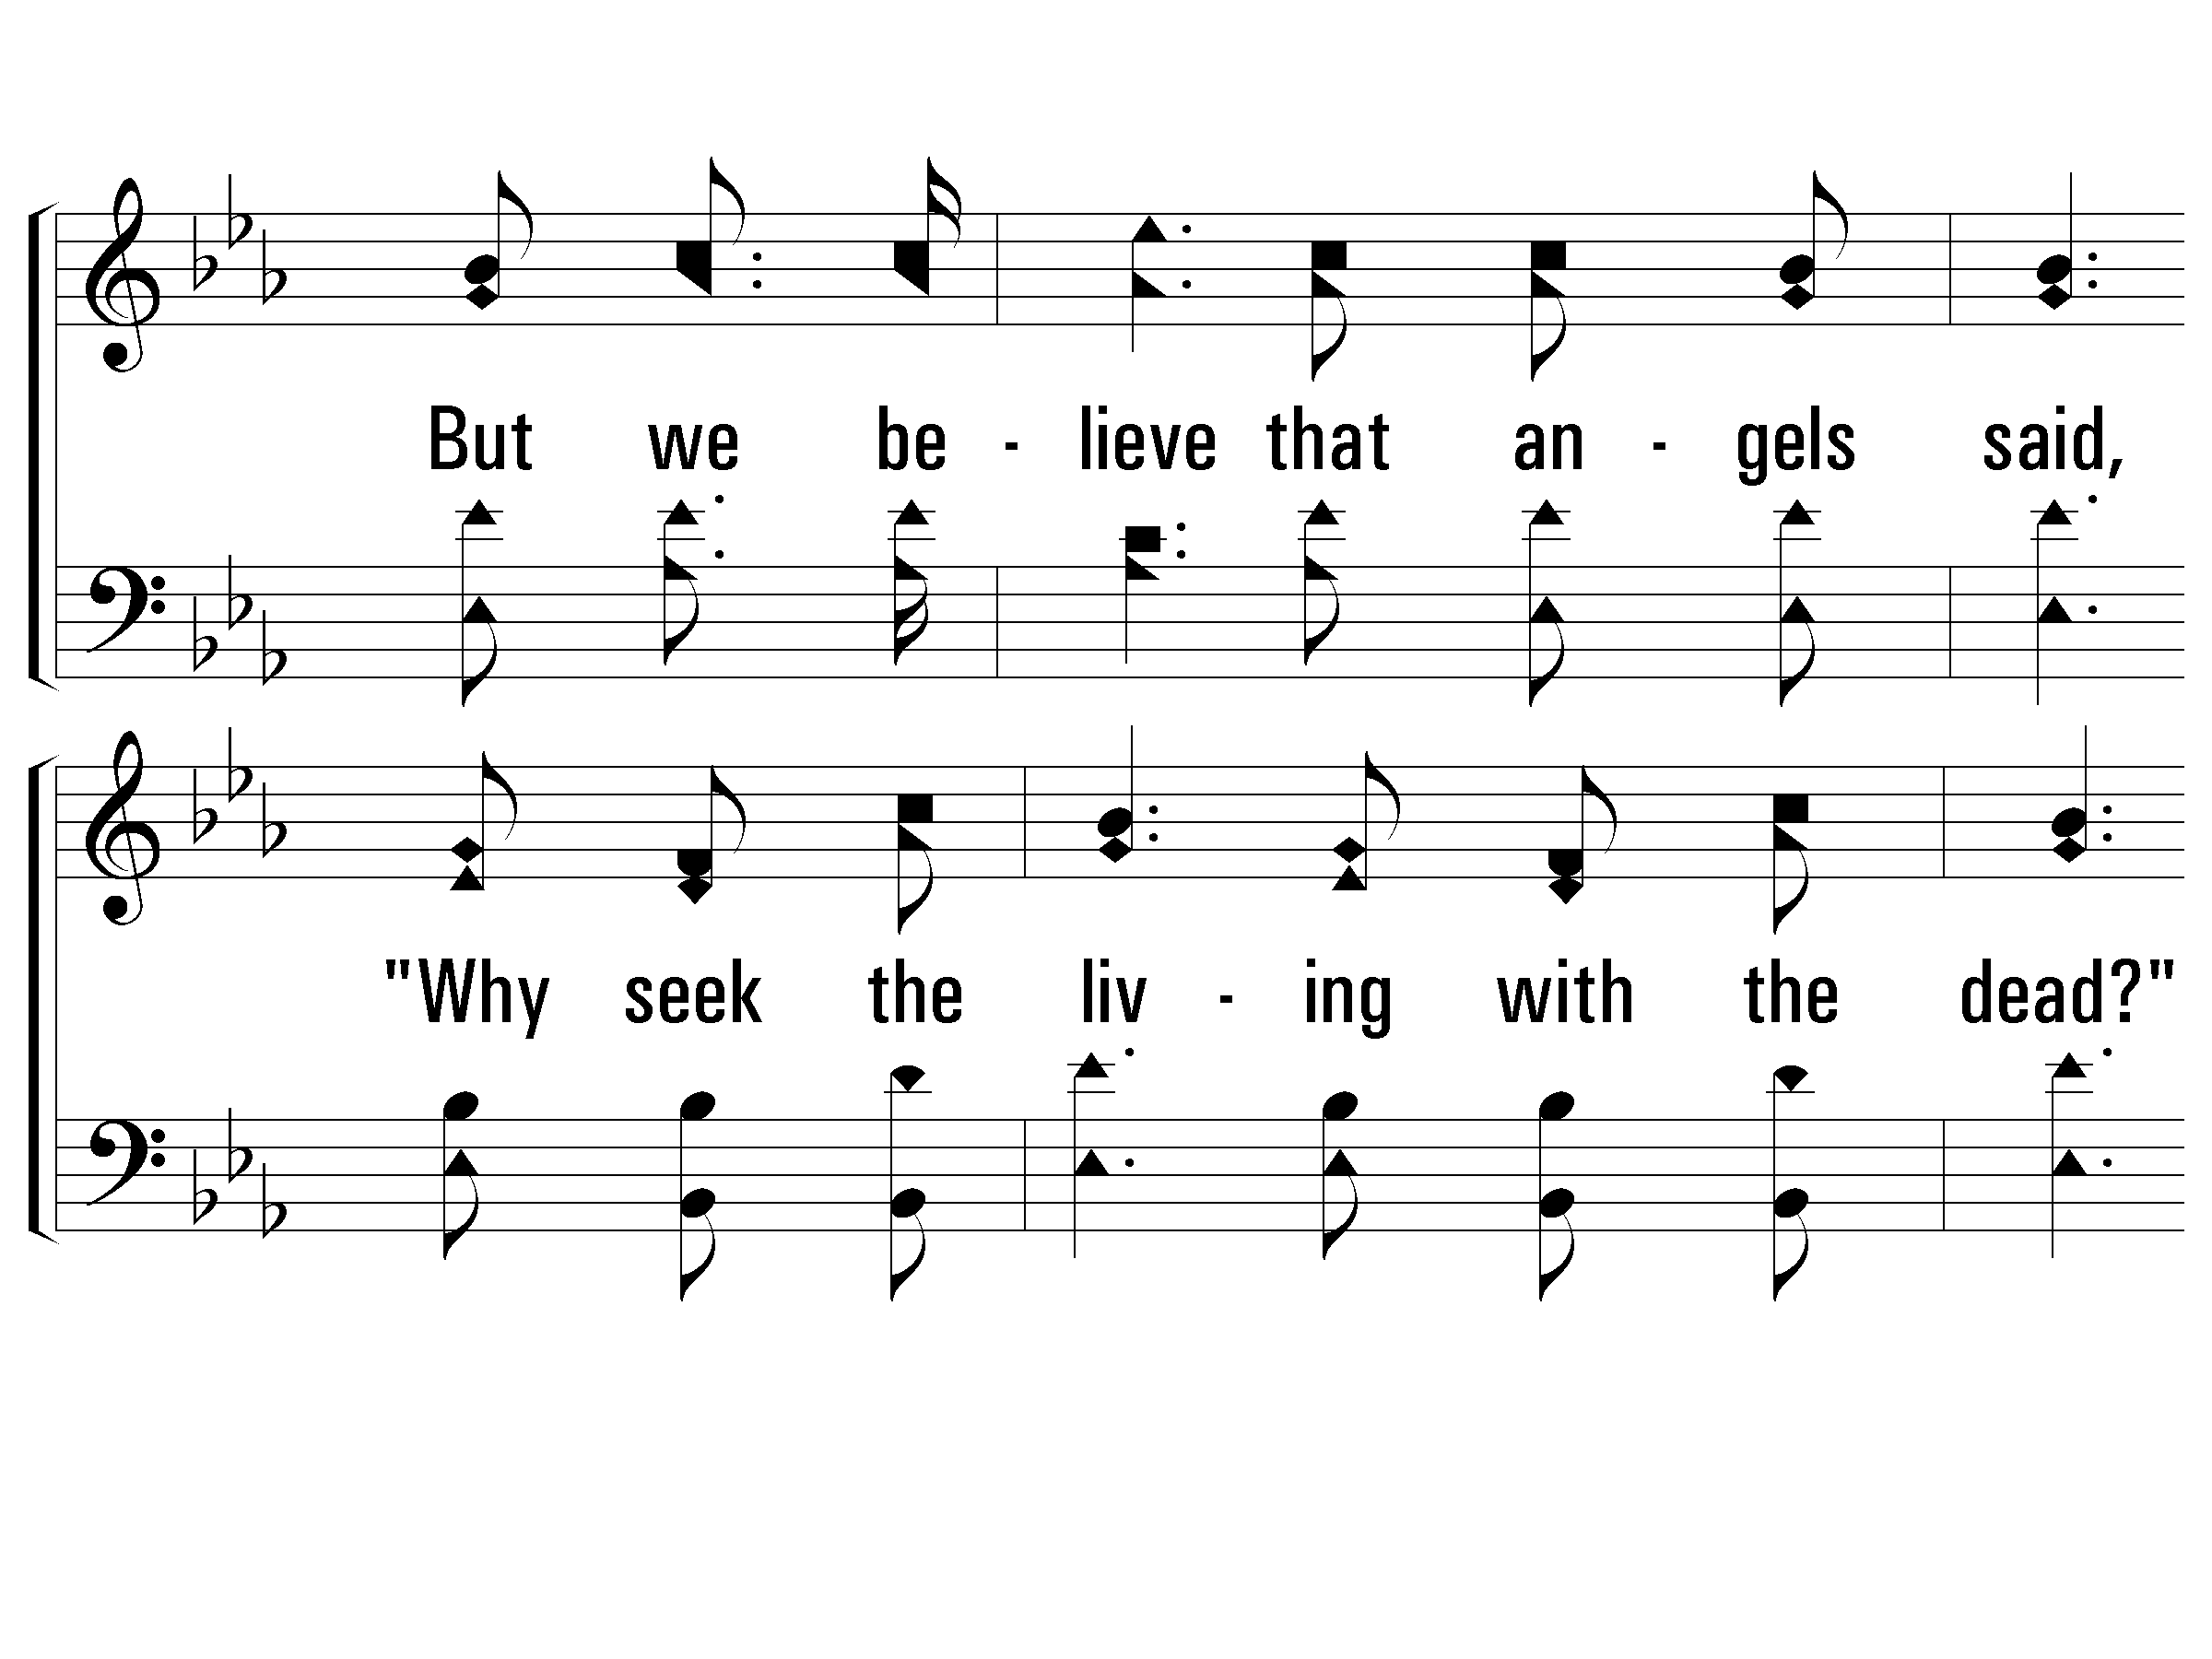 But we be - lieve that an - gels said,
"Why seek the liv - ing with the dead?"